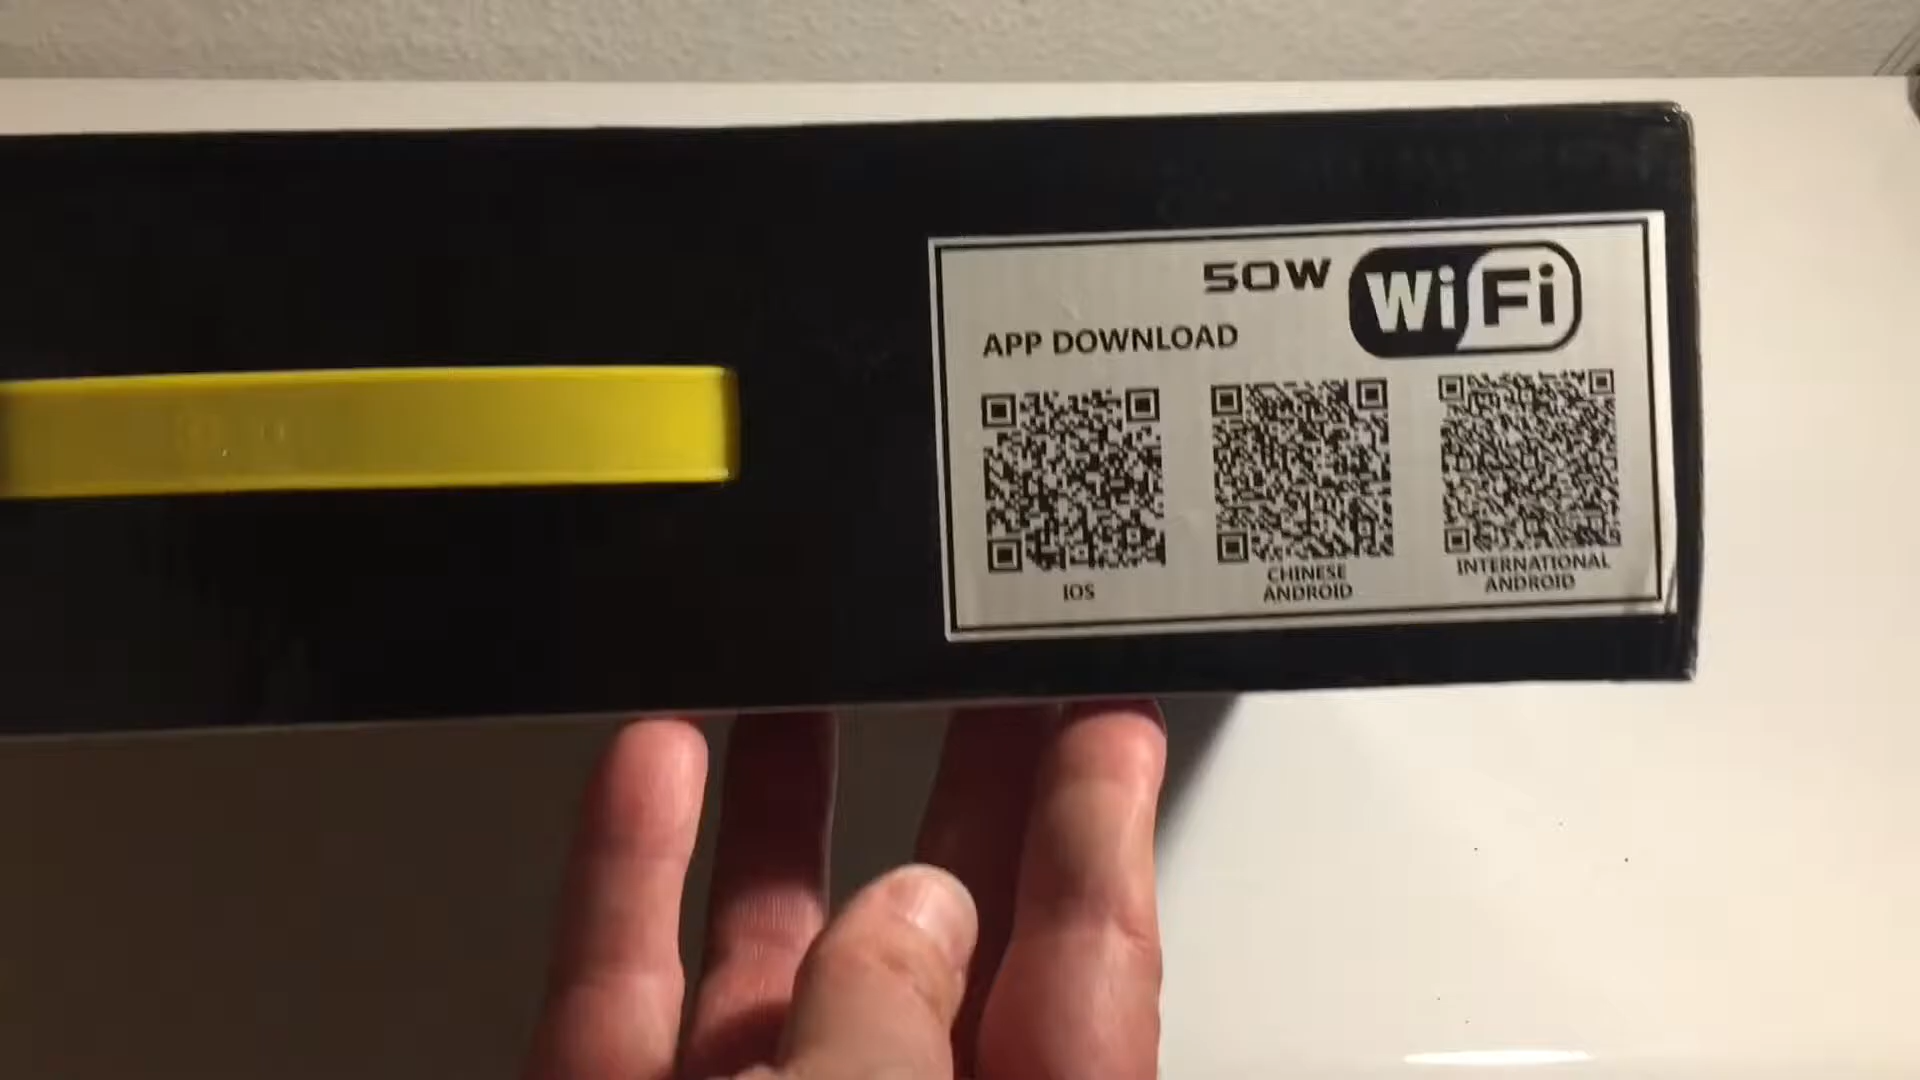 50W WiFi
APP DOWNLOAD
IOS
CHINESE
ANDROID
INTERNATIONAL
ANDROID